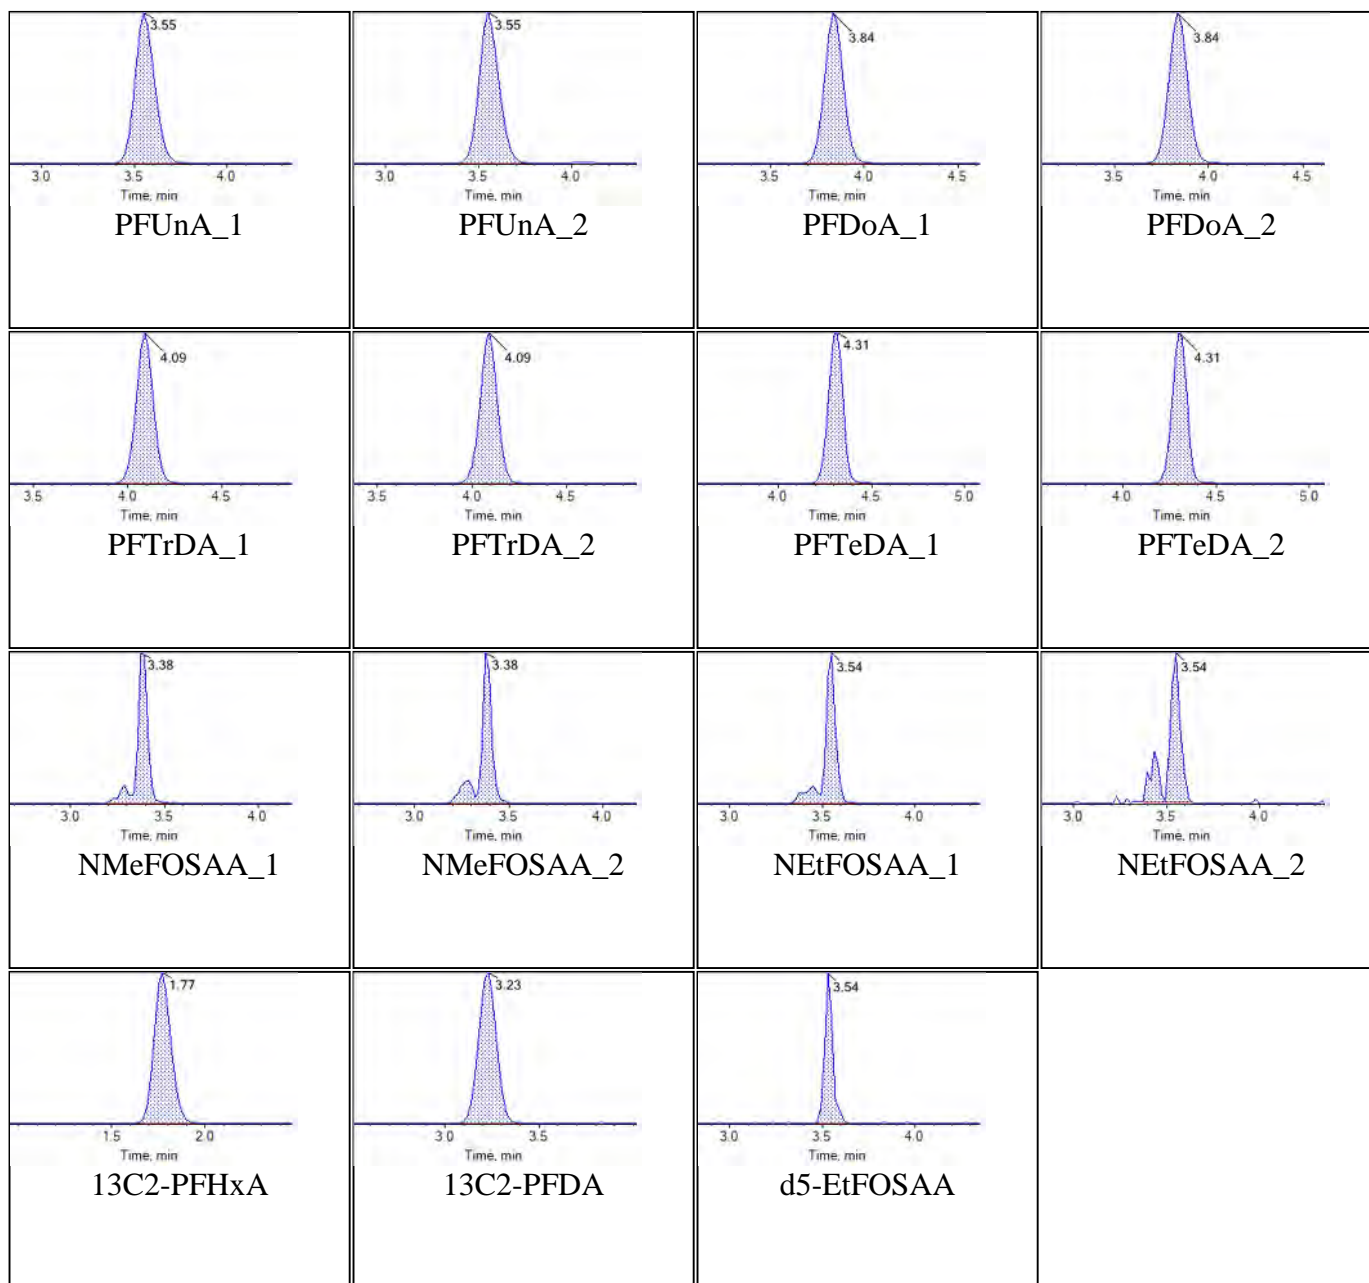 3.55
3.0 3.5 4.0
Time, min
PFUnA_1
3.55
3.0 3.5 4.0
Time, min
PFUnA_2
3.84
3.5 4.0 4.5
Time, min
PFDoA_1
3.84
3.5 4.0 4.5
Time, min
PFDoA_2
4.09
3.5 4.0 4.5
Time, min
PFTrDA_1
4.09
3.5 4.0 4.5
Time, min
PFTrDA_2
4.31
4.0 4.5 5.0
Time, min
PFTeDA_1
4.31
4.0 4.5 5.0
Time, min
PFTeDA_2
3.38
3.0 3.5 4.0
Time, min
NMeFOSAA_1
3.38
3.0 3.5 4.0
Time, min
NMeFOSAA_2
3.54
3.0 3.5 4.0
Time, min
NEtFOSAA_1
3.54
3.0 3.5 4.0
Time, min
NEtFOSAA_2
1.77
1.5 2.0
Time, min
13C2-PFHxA
3.23
3.0 3.5
Time, min
13C2-PFDA
3.54
3.0 3.5 4.0
Time, min
d5-EtFOSAA